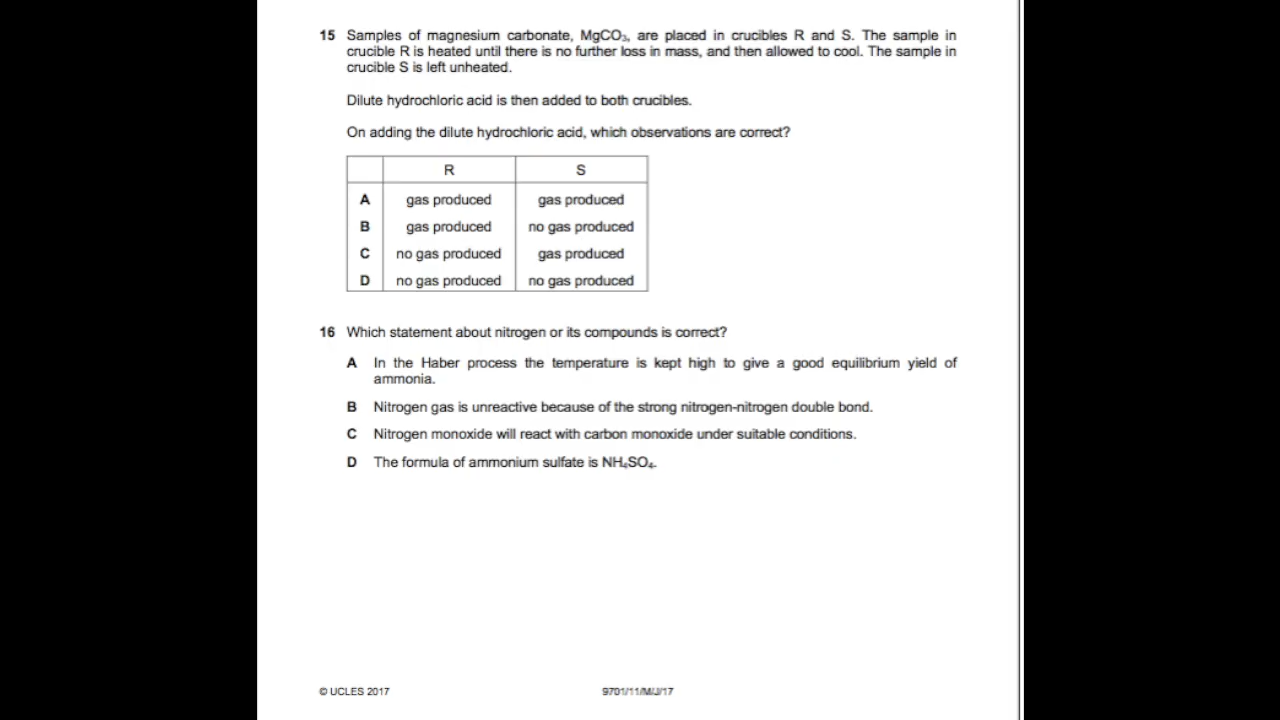 15 Samples of magnesium carbonate, MgCO₃, are placed in crucibles R and S. The sample in
crucible R is heated until there is no further loss in mass, and then allowed to cool. The sample in
crucible S is left unheated.
Dilute hydrochloric acid is then added to both crucibles.
On adding the dilute hydrochloric acid, which observations are correct?
R S
A gas produced gas produced
B gas produced no gas produced
C no gas produced gas produced
D no gas produced no gas produced
16 Which statement about nitrogen or its compounds is correct?
A In the Haber process the temperature is kept high to give a good equilibrium yield of
ammonia.
B Nitrogen gas is unreactive because of the strong nitrogen-nitrogen double bond.
C Nitrogen monoxide will react with carbon monoxide under suitable conditions.
D The formula of ammonium sulfate is NH₄SO₄.
© UCLES 2017 9701/11/M/J/17